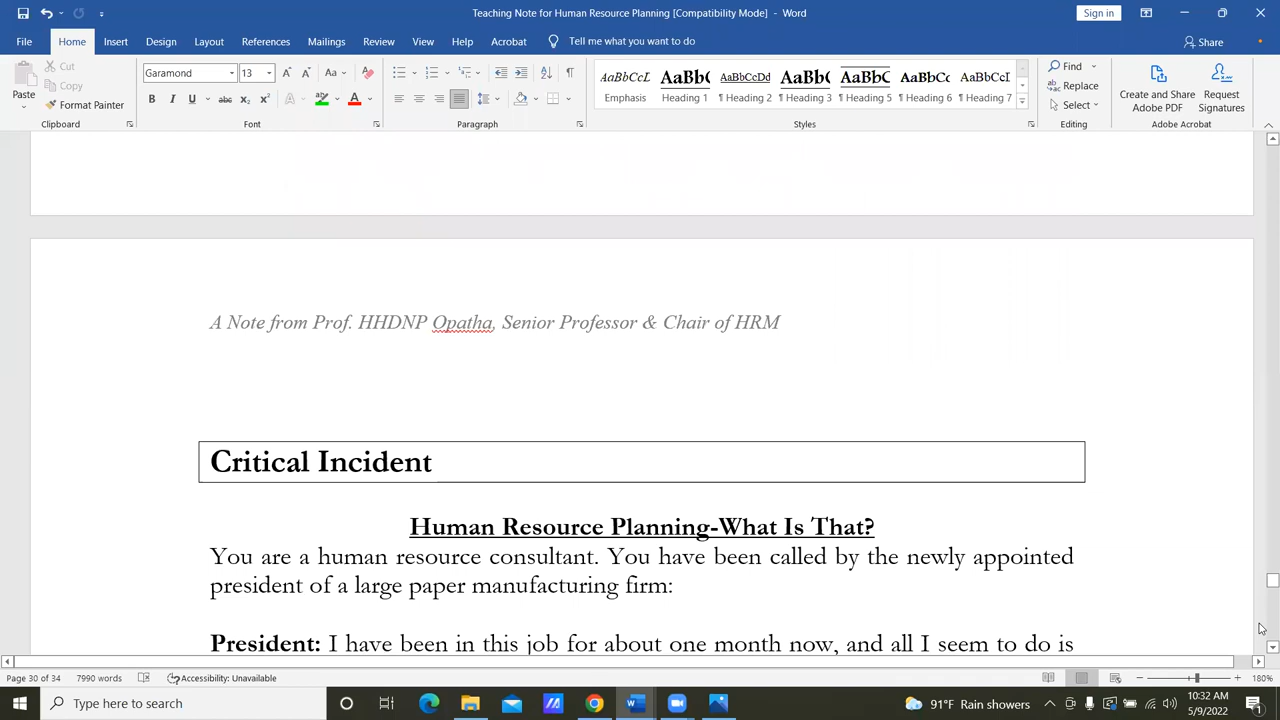 Teaching Note for Human Resource Planning [Compatibility Mode] - Word
Sign in
File Home Insert Design Layout References Mailings Review View Help Acrobat Tell me what you want to do Share
Paste
Cut
Copy
Format Painter
Clipboard
Garamond 13
Font
Paragraph
AaBbCcL AaBb( AaBbCcDd AaBb( AaBbC AaBbCc AaBbCcD
Emphasis Heading 1 ¶ Heading 2 Heading 3 Heading 5 Heading 6 ¶ Heading 7
Styles
Find
Replace
Select
Editing
Create and Share Adobe PDF
Request Signatures
Adobe Acrobat
A Note from Prof. HHDNP Opatha, Senior Professor & Chair of HRM
Critical Incident
Human Resource Planning-What Is That?
You are a human resource consultant. You have been called by the newly appointed
president of a large paper manufacturing firm:
President: I have been in this job for about one month now, and all I seem to do is
Page 30 of 34 7990 words Accessibility: Unavailable 180%
Type here to search
91°F Rain showers
10:32 AM
5/9/2022